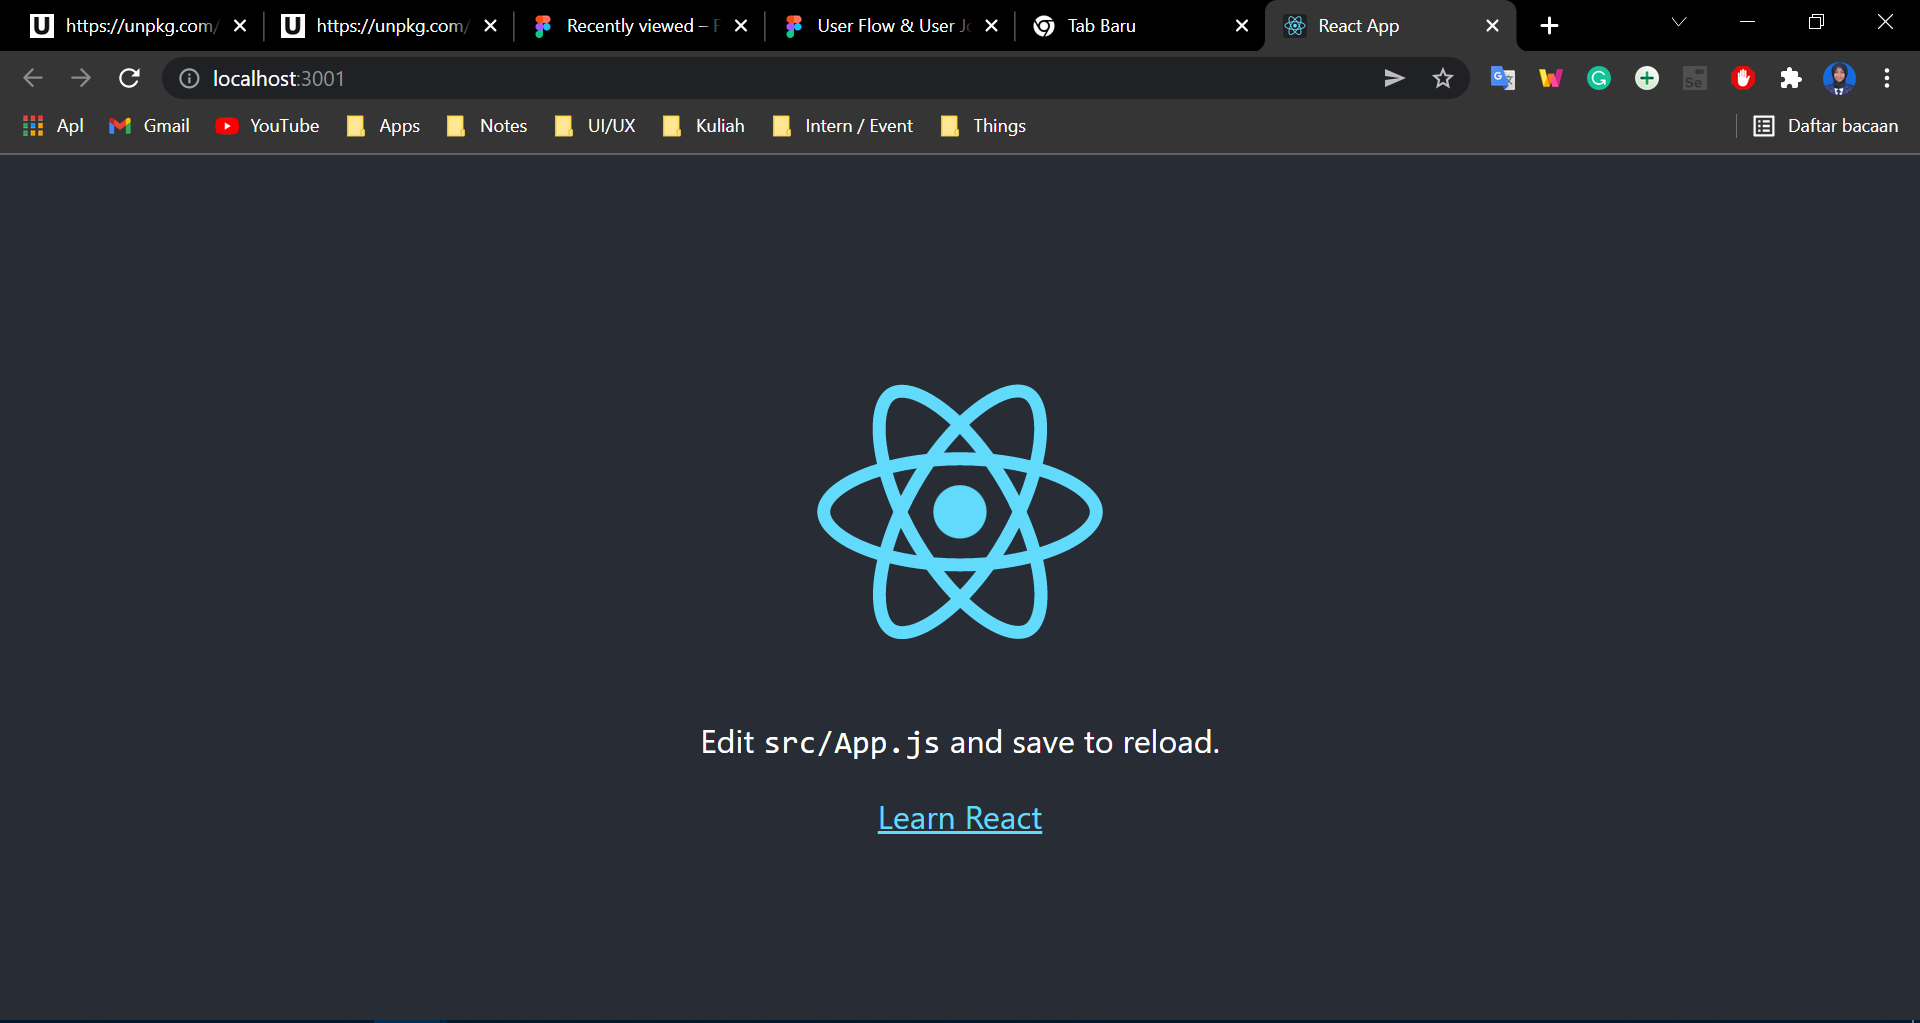 https://unpkg.com/
https://unpkg.com/
Recently viewed – F
User Flow & User Jo
Tab Baru
React App
localhost:3001
Se
Apl
Gmail
YouTube
Apps
Notes
UI/UX
Kuliah
Intern / Event
Things
Daftar bacaan
Edit src/App.js and save to reload.
Learn React